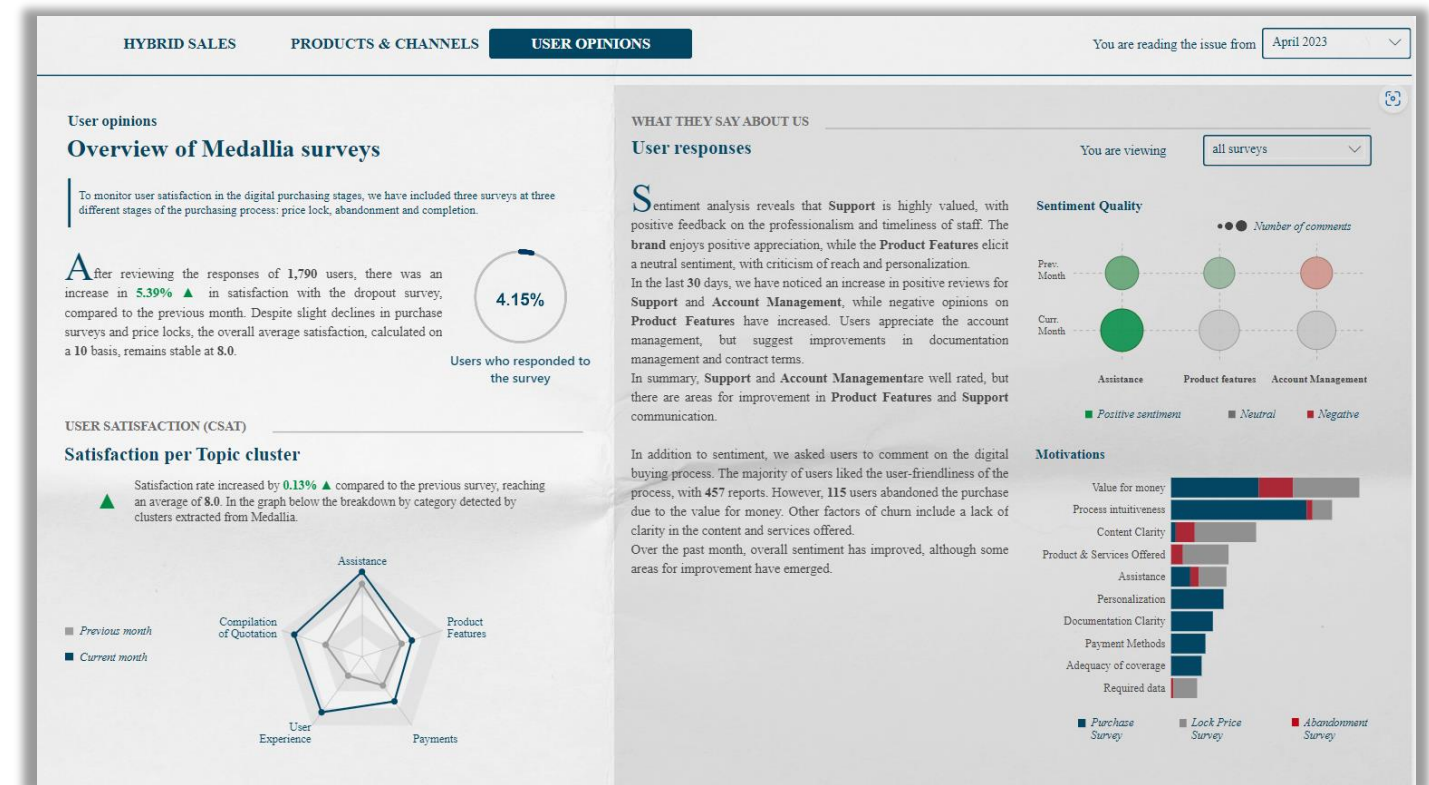 HYBRID SALES
PRODUCTS & CHANNELS
USER OPINIONS
You are reading the issue from
April 2023
User opinions
Overview of Medallia surveys
To monitor user satisfaction in the digital purchasing stages, we have included three surveys at three
different stages of the purchasing process: price lock, abandonment and completion.
After reviewing the responses of 1,790 users, there was an
increase in 5.39% ▲ in satisfaction with the dropout survey,
compared to the previous month. Despite slight declines in purchase
surveys and price locks, the overall average satisfaction, calculated on
a 10 basis, remains stable at 8.0.
4.15%
Users who responded to
the survey
USER SATISFACTION (CSAT)
Satisfaction per Topic cluster
Satisfaction rate increased by 0.13% ▲ compared to the previous survey, reaching
an average of 8.0. In the graph below the breakdown by category detected by
clusters extracted from Medallia.
Previous month
Current month
Assistance
Product
Features
Payments
User
Experience
Compilation
of Quotation
WHAT THEY SAY ABOUT US
User responses
You are viewing
all surveys
Sentiment analysis reveals that Support is highly valued, with
positive feedback on the professionalism and timeliness of staff. The
brand enjoys positive appreciation, while the Product Features elicit
a neutral sentiment, with criticism of reach and personalization.
In the last 30 days, we have noticed an increase in positive reviews for
Support and Account Management, while negative opinions on
Product Features have increased. Users appreciate the account
management, but suggest improvements in documentation
management and contract terms.
In summary, Support and Account Managementare well rated, but
there are areas for improvement in Product Features and Support
communication.
In addition to sentiment, we asked users to comment on the digital
buying process. The majority of users liked the user-friendliness of the
process, with 457 reports. However, 115 users abandoned the purchase
due to the value for money. Other factors of churn include a lack of
clarity in the content and services offered.
Over the past month, overall sentiment has improved, although some
areas for improvement have emerged.
Sentiment Quality
Number of comments
Prev.
Month
Curr.
Month
Assistance
Product features
Account Management
Positive sentiment
Neutral
Negative
Motivations
Value for money
Process intuitiveness
Content Clarity
Product & Services Offered
Assistance
Personalization
Documentation Clarity
Payment Methods
Adequacy of coverage
Required data
Purchase
Survey
Lock Price
Survey
Abandonment
Survey